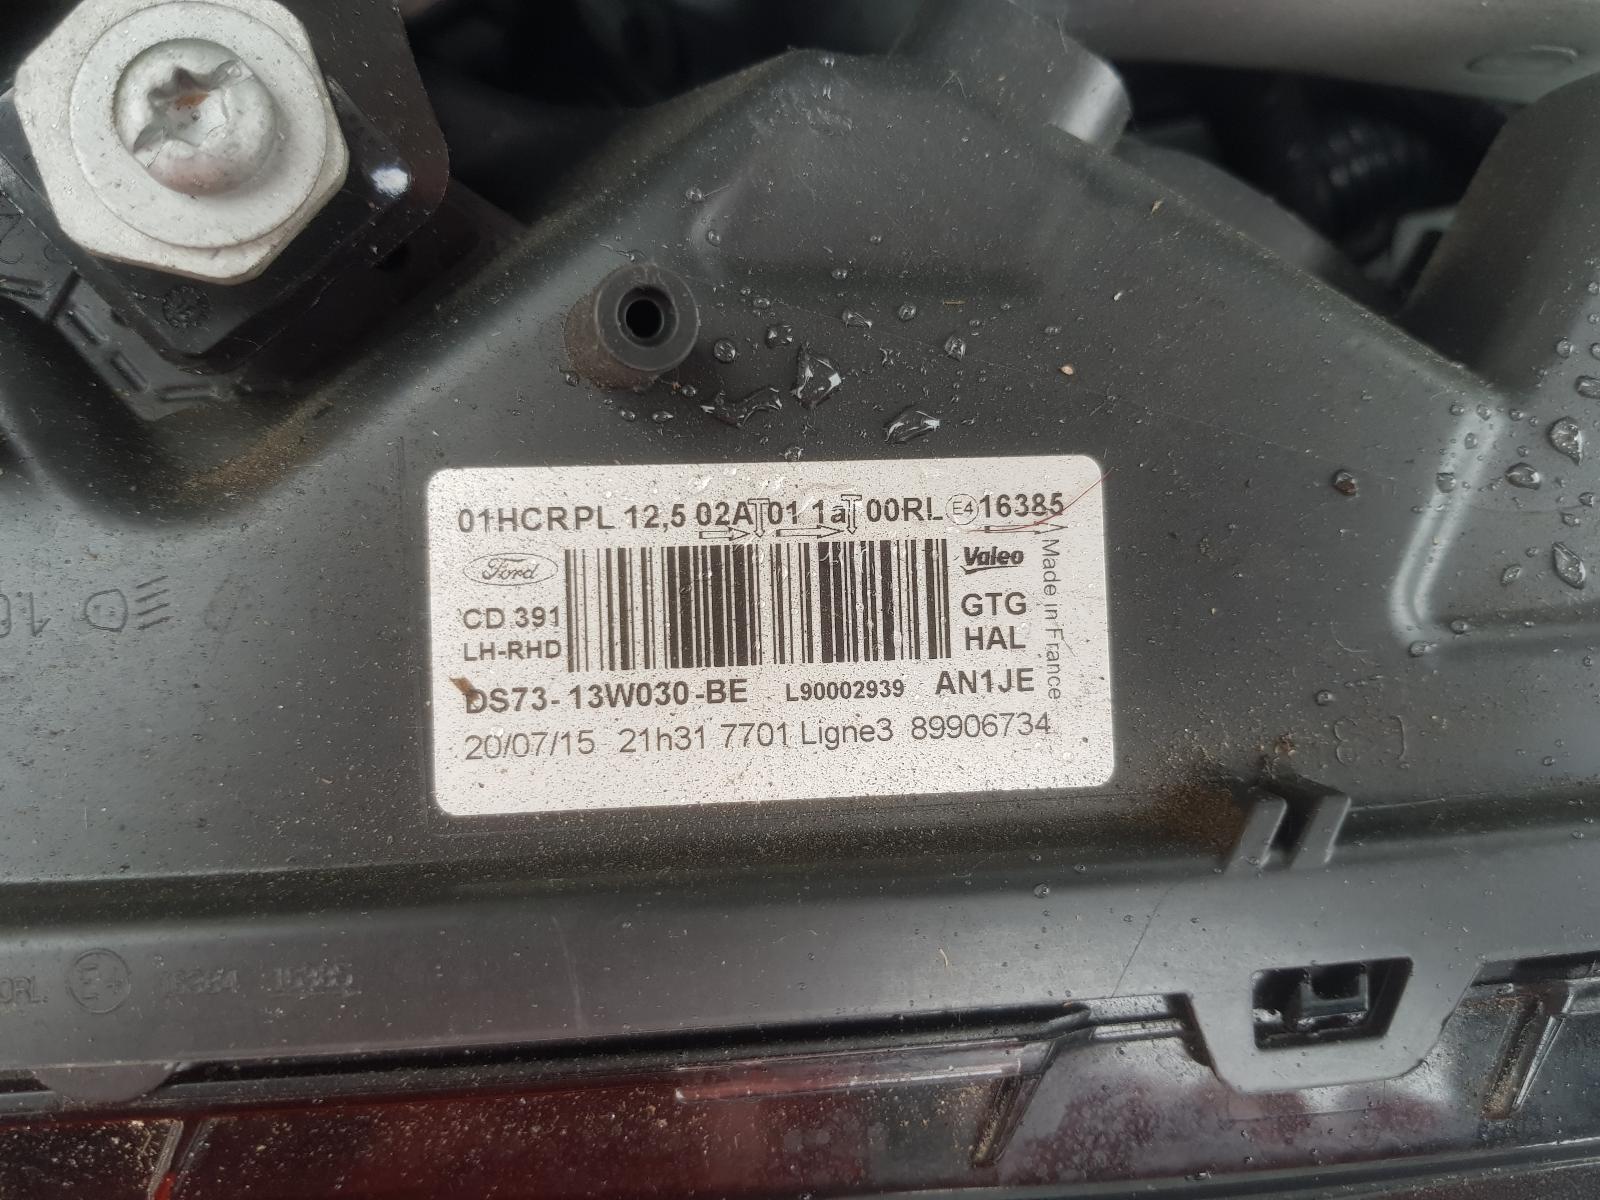 01HCRPL 12,5 02A 01 1a 00RL E4 16385
Ford
Valeo
Made in France
CD 391
GTG
LH-RHD
HAL
DS73-13W030-BE L90002939 AN1JE
20/07/15 21h31 7701 Ligne3 89906734
E4